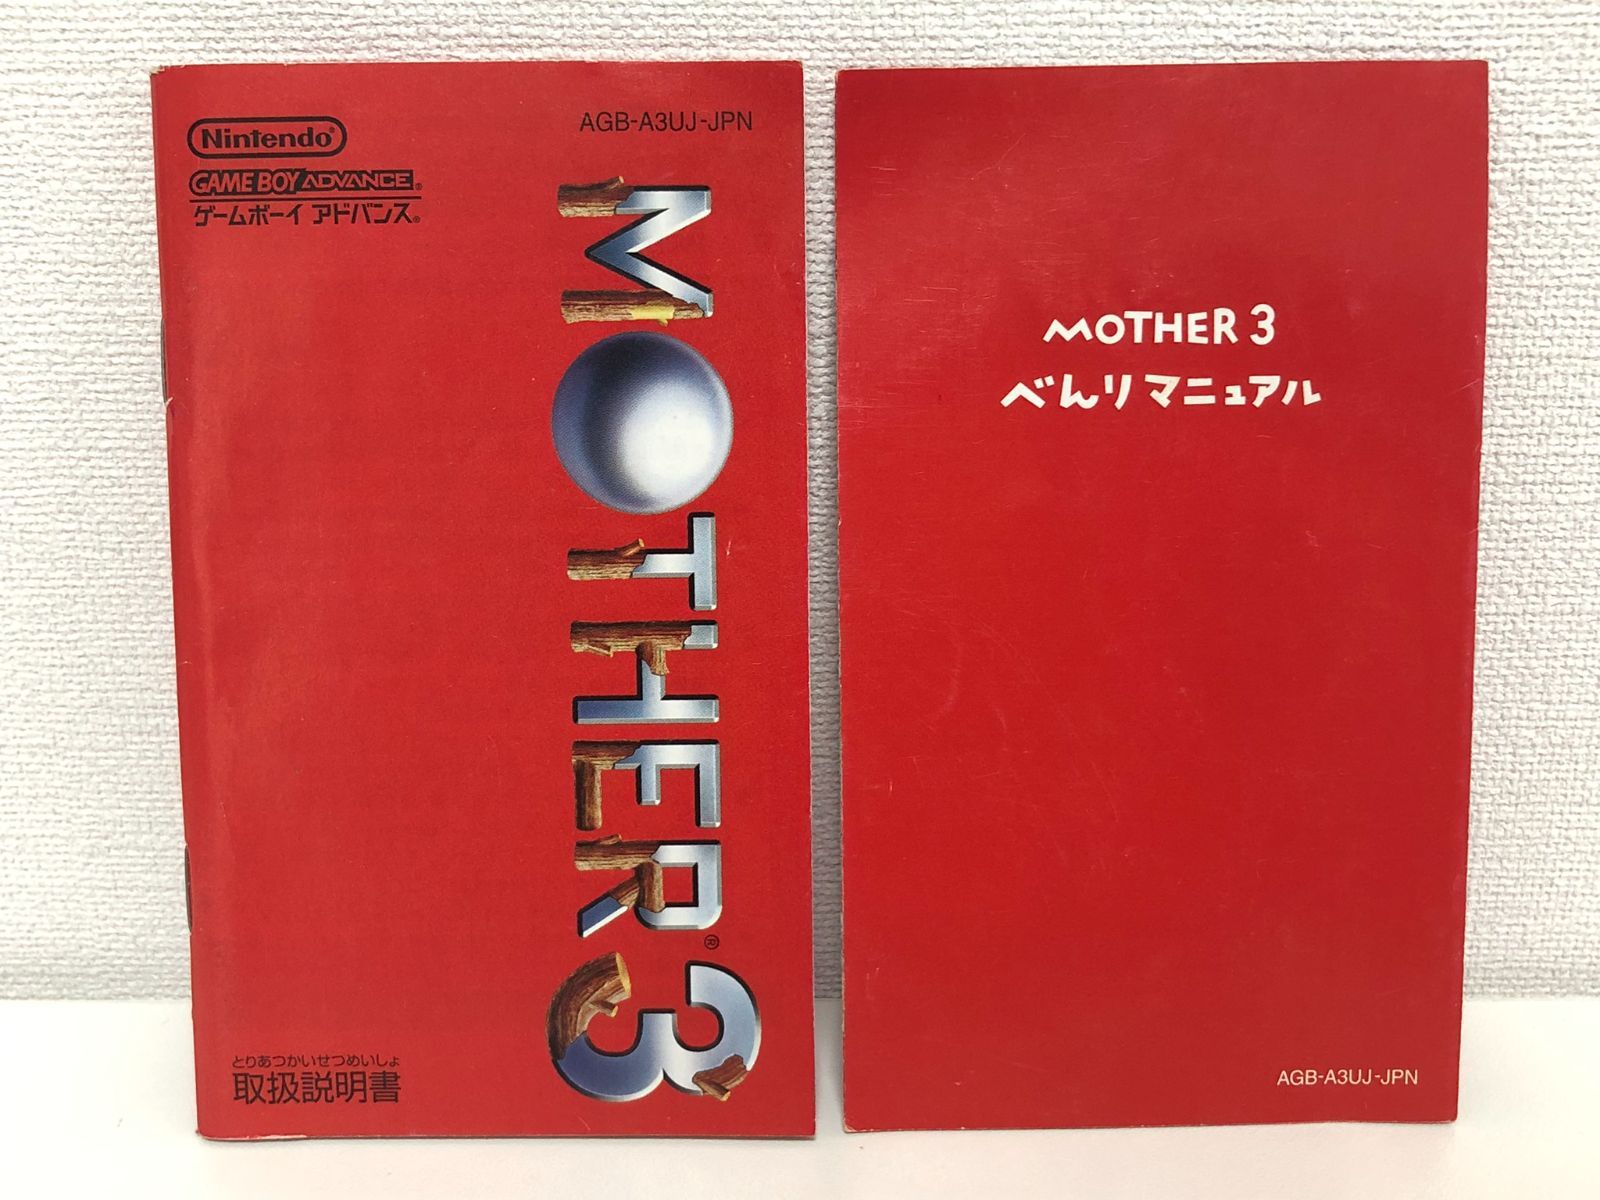 Nintendo®
GAME BOY ADVANCE®
ゲームボーイ アドバンス®
AGB-A3UJ-JPN
MOTHER® 3
とりあつかいせつめいしょ
取扱説明書
MOTHER 3
べんりマニュアル
AGB-A3UJ-JPN